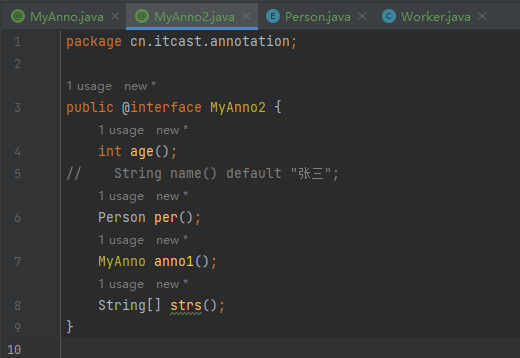 MyAnno.java × MyAnno2.java × Person.java × Worker.java ×
1 package cn.itcast.annotation;
2
1 usage new *
3 public @interface MyAnno2 {
1 usage new *
4 int age();
5 // String name() default "张三";
1 usage new *
6 Person per();
1 usage new *
7 MyAnno anno1();
1 usage new *
8 String[] strs();
9 }
10